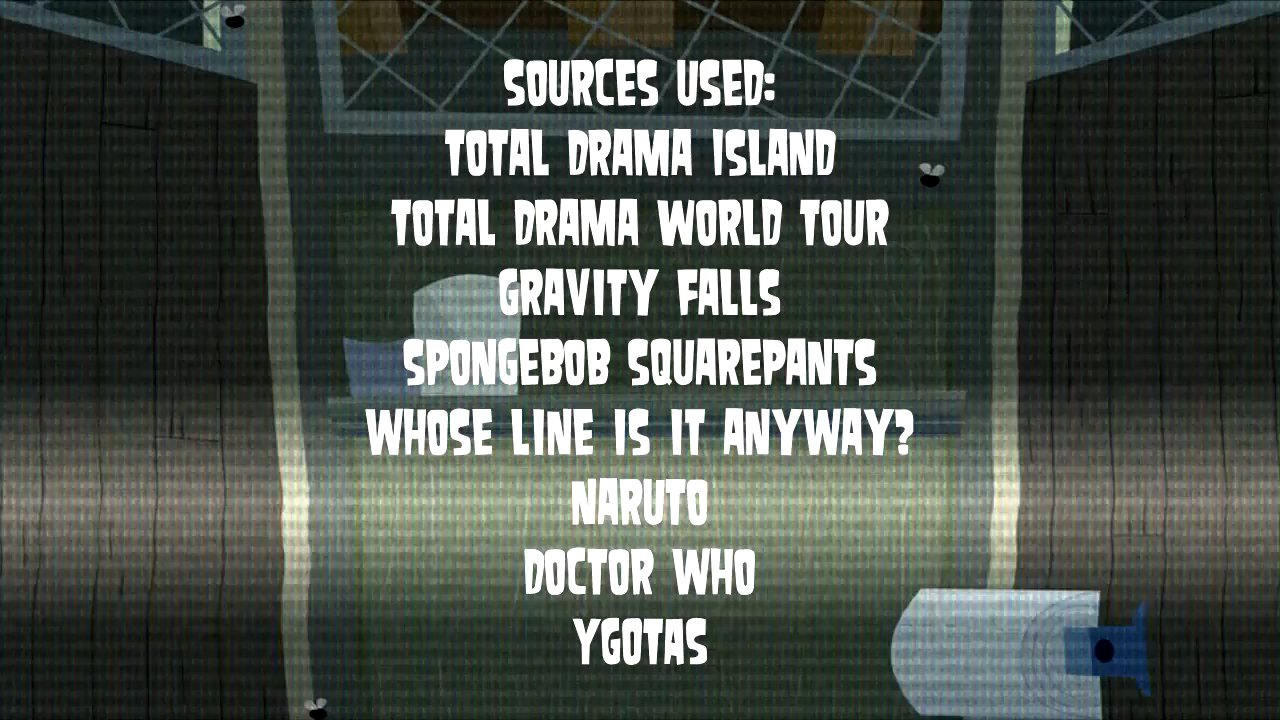 SOURCES USED:
TOTAL DRAMA ISLAND
TOTAL DRAMA WORLD TOUR
GRAVITY FALLS
SPONGEBOB SQUAREPANTS
WHOSE LINE IS IT ANYWAY?
NARUTO
DOCTOR WHO
YGOTAS